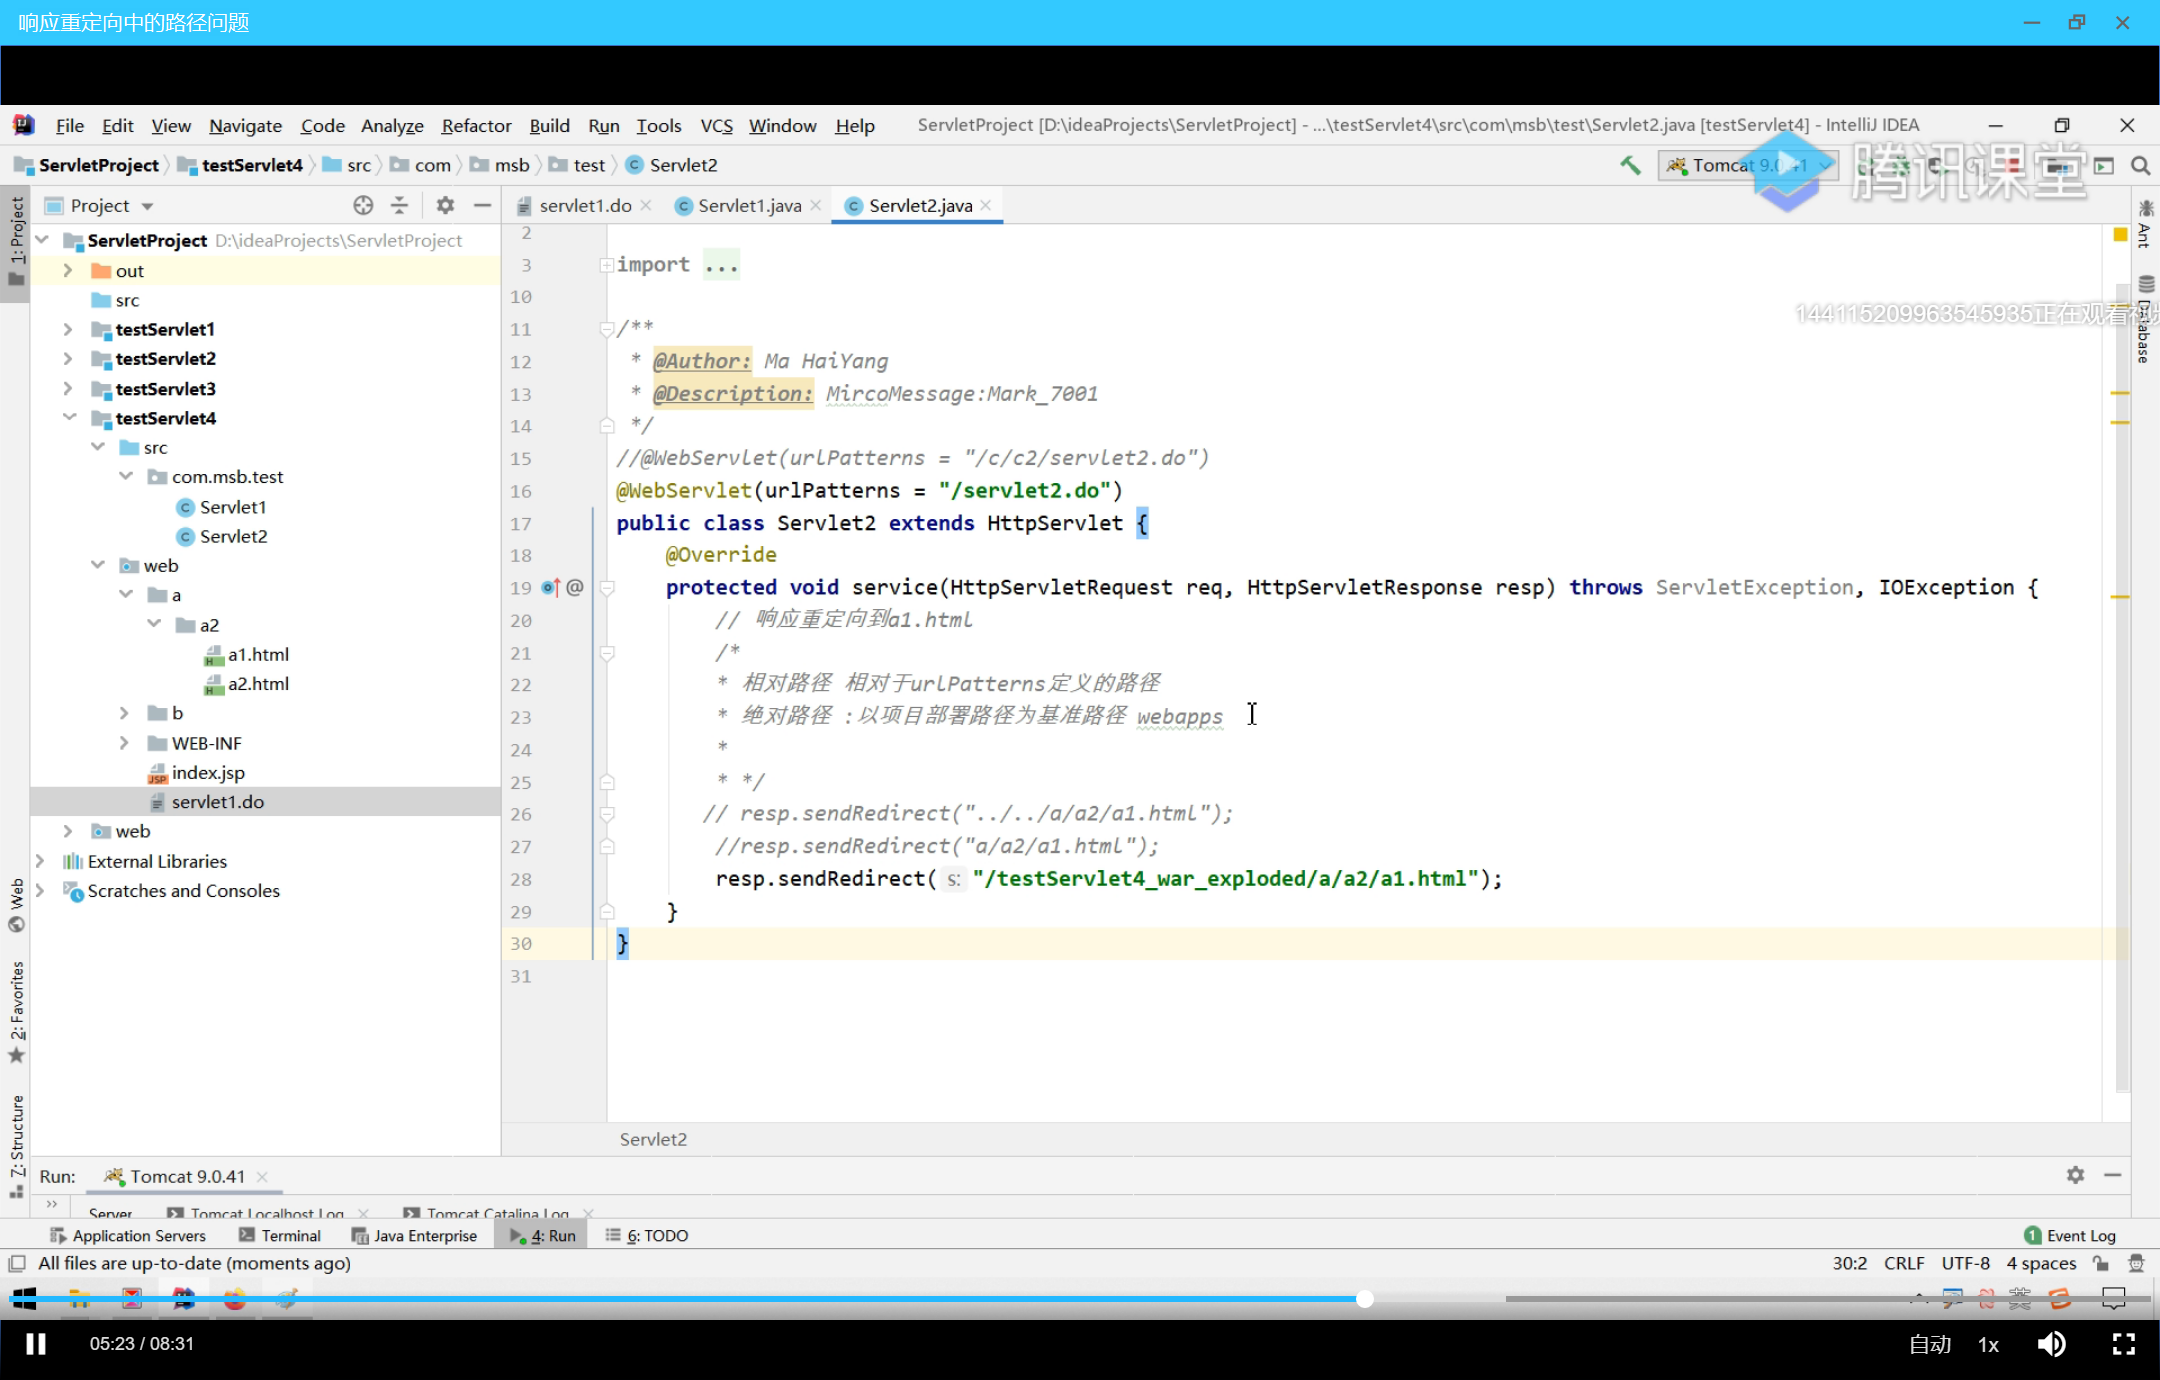 响应重定向中的路径问题
File Edit View Navigate Code Analyze Refactor Build Run Tools VCS Window Help ServletProject [D:\ideaProjects\ServletProject] - ...\testServlet4\src\com\msb\test\Servlet2.java [testServlet4] - IntelliJ IDEA
ServletProject testServlet4 src com msb test Servlet2 Tomcat 9.0.41
腾讯课堂
Project
servlet1.do Servlet1.java Servlet2.java
1: Project
Ant
Database
144115209963545935正在观看视频
ServletProject D:\ideaProjects\ServletProject
out
src
testServlet1
testServlet2
testServlet3
testServlet4
src
com.msb.test
Servlet1
Servlet2
web
a
a2
a1.html
a2.html
b
WEB-INF
index.jsp
servlet1.do
web
External Libraries
Scratches and Consoles
2
3 import ...
10
11 /**
12 * @Author: Ma HaiYang
13 * @Description: MircoMessage:Mark_7001
14 */
15 //@WebServlet(urlPatterns = "/c/c2/servlet2.do")
16 @WebServlet(urlPatterns = "/servlet2.do")
17 public class Servlet2 extends HttpServlet {
18 @Override
19 protected void service(HttpServletRequest req, HttpServletResponse resp) throws ServletException, IOException {
20 // 响应重定向到a1.html
21 /*
22 * 相对路径 相对于urlPatterns定义的路径
23 * 绝对路径 :以项目部署路径为基准路径 webapps
24 *
25 * */
26 // resp.sendRedirect("../../a/a2/a1.html");
27 //resp.sendRedirect("a/a2/a1.html");
28 resp.sendRedirect( s: "/testServlet4_war_exploded/a/a2/a1.html");
29 }
30 }
31
Servlet2
Web
2: Favorites
Z: Structure
Run: Tomcat 9.0.41
Server Tomcat Localhost Log Tomcat Catalina Log
Application Servers Terminal Java Enterprise 4: Run 6: TODO 1 Event Log
All files are up-to-date (moments ago) 30:2 CRLF UTF-8 4 spaces
英
05:23 / 08:31 自动 1x